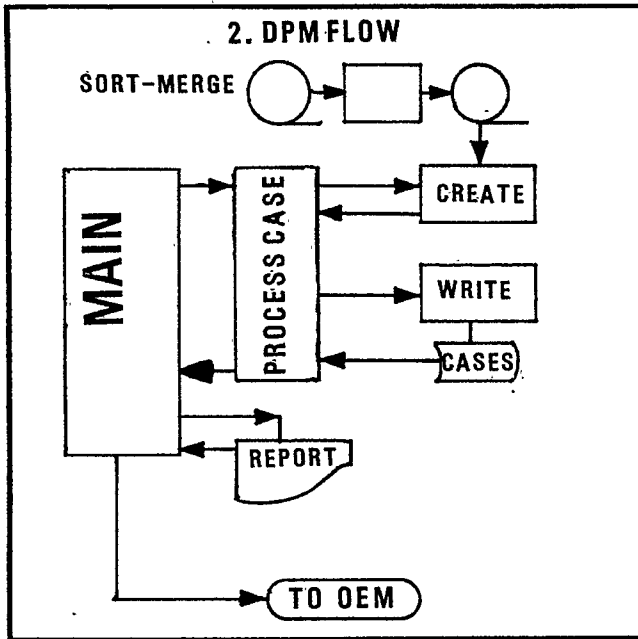 2. DPM FLOW
SORT-MERGE
MAIN
PROCESS CASE
CREATE
WRITE
CASES
REPORT
TO OEM